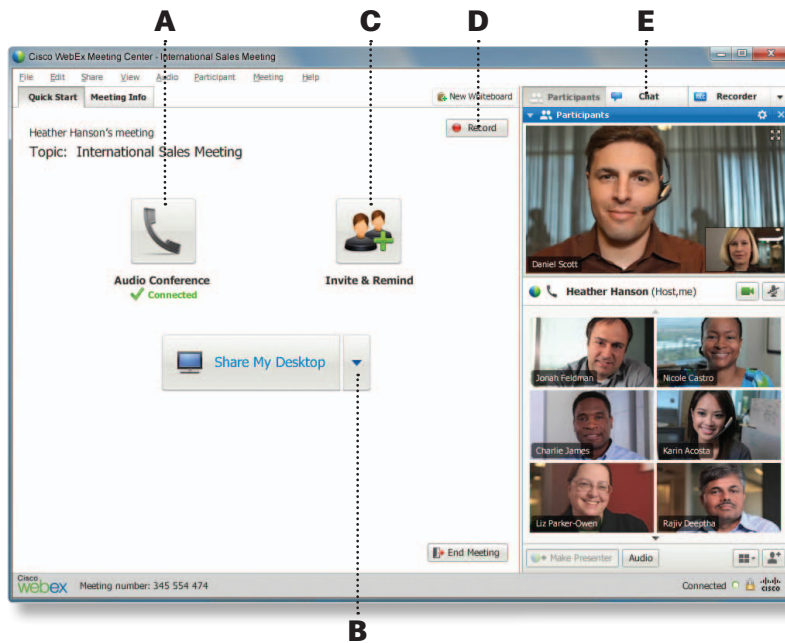 A
C
D
E
Cisco WebEx Meeting Center - International Sales Meeting
File Edit Share View Audio Participant Meeting Help
Quick Start Meeting Info
New Whiteboard
Participants Chat Recorder
Participants
Heather Hanson's meeting
Record
Topic: International Sales Meeting
Daniel Scott
Audio Conference
Connected
Invite & Remind
Heather Hanson (Host,me)
Share My Desktop
Jonah Feldman Nicole Castro
Charlie James Karin Acosta
Liz Parker-Owen Rajiv Deeptha
End Meeting
Make Presenter Audio
Cisco
webex Meeting number: 345 554 474
Connected
cisco
B